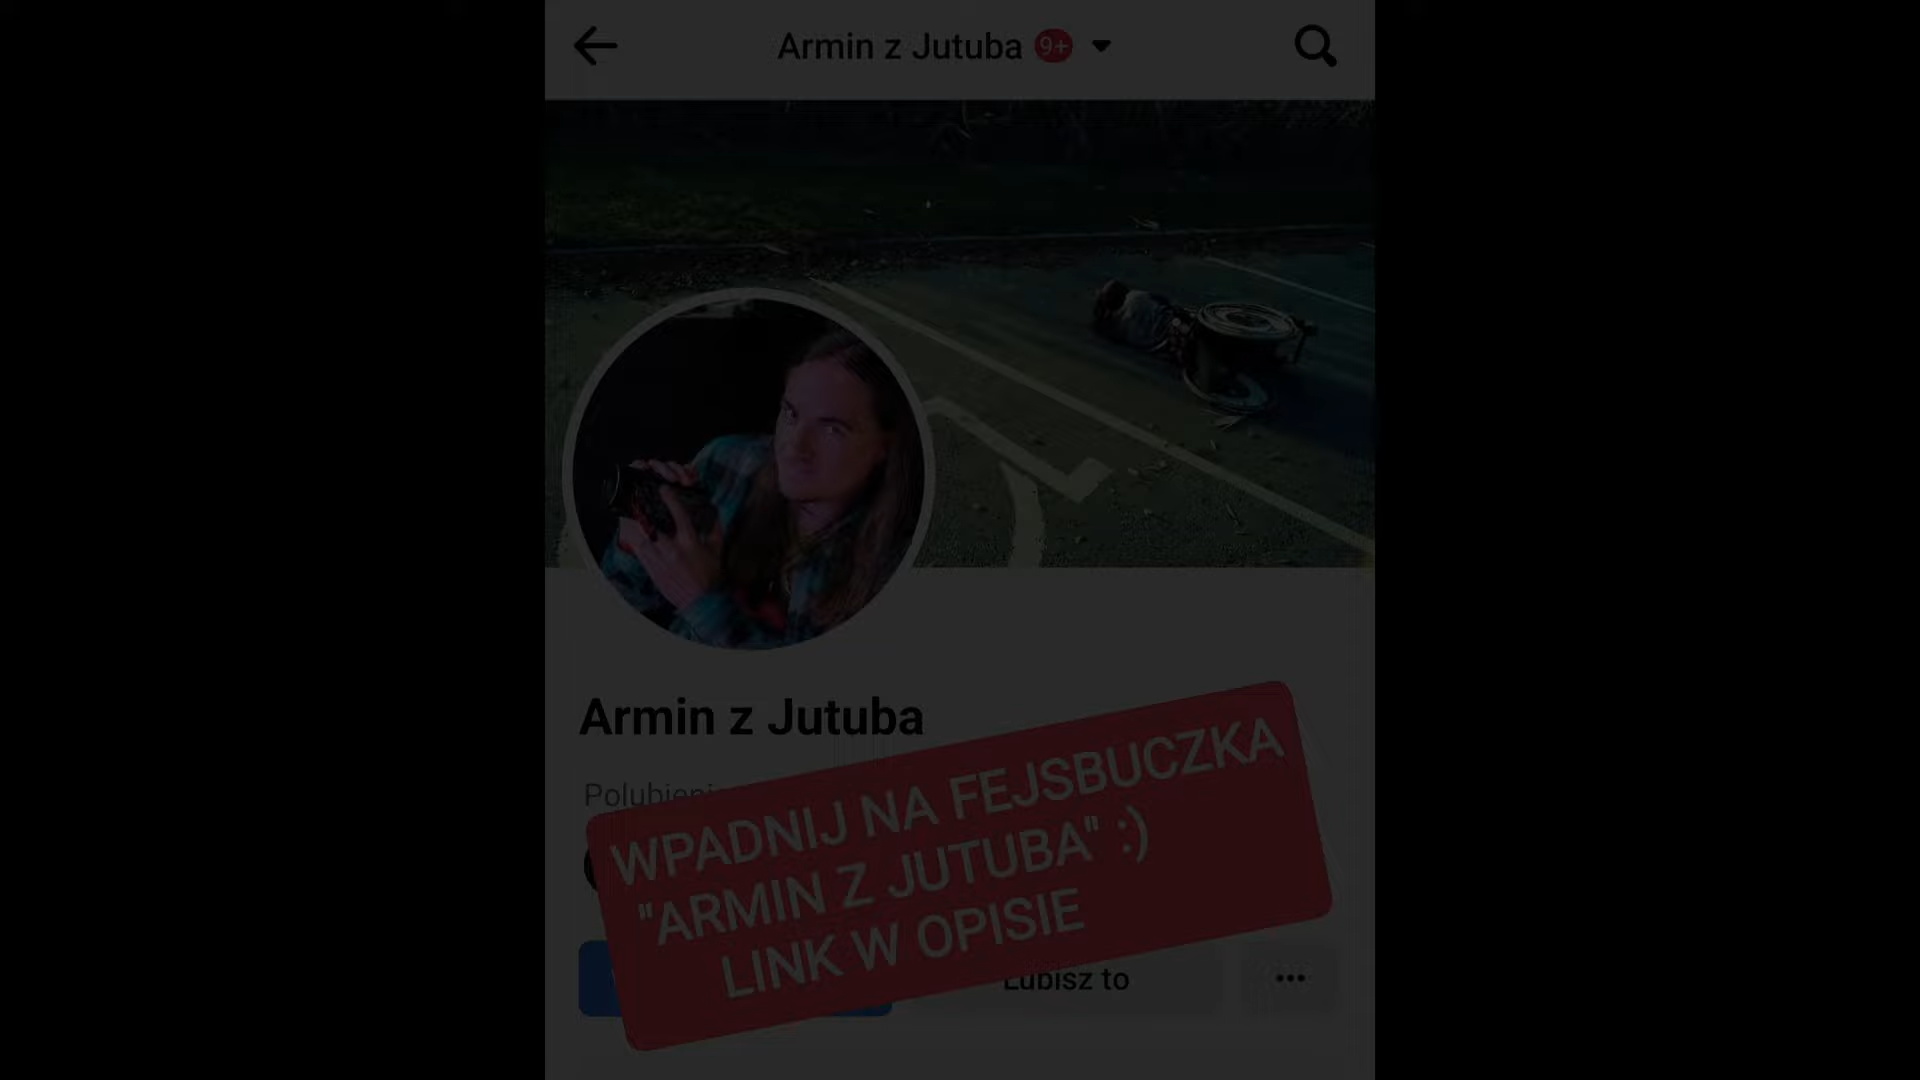 Armin z Jutuba 9+
Armin z Jutuba
WPADNIJ NA FEJSBUCZKA
"ARMIN Z JUTUBA" :)
LINK W OPISIE
Lubisz to